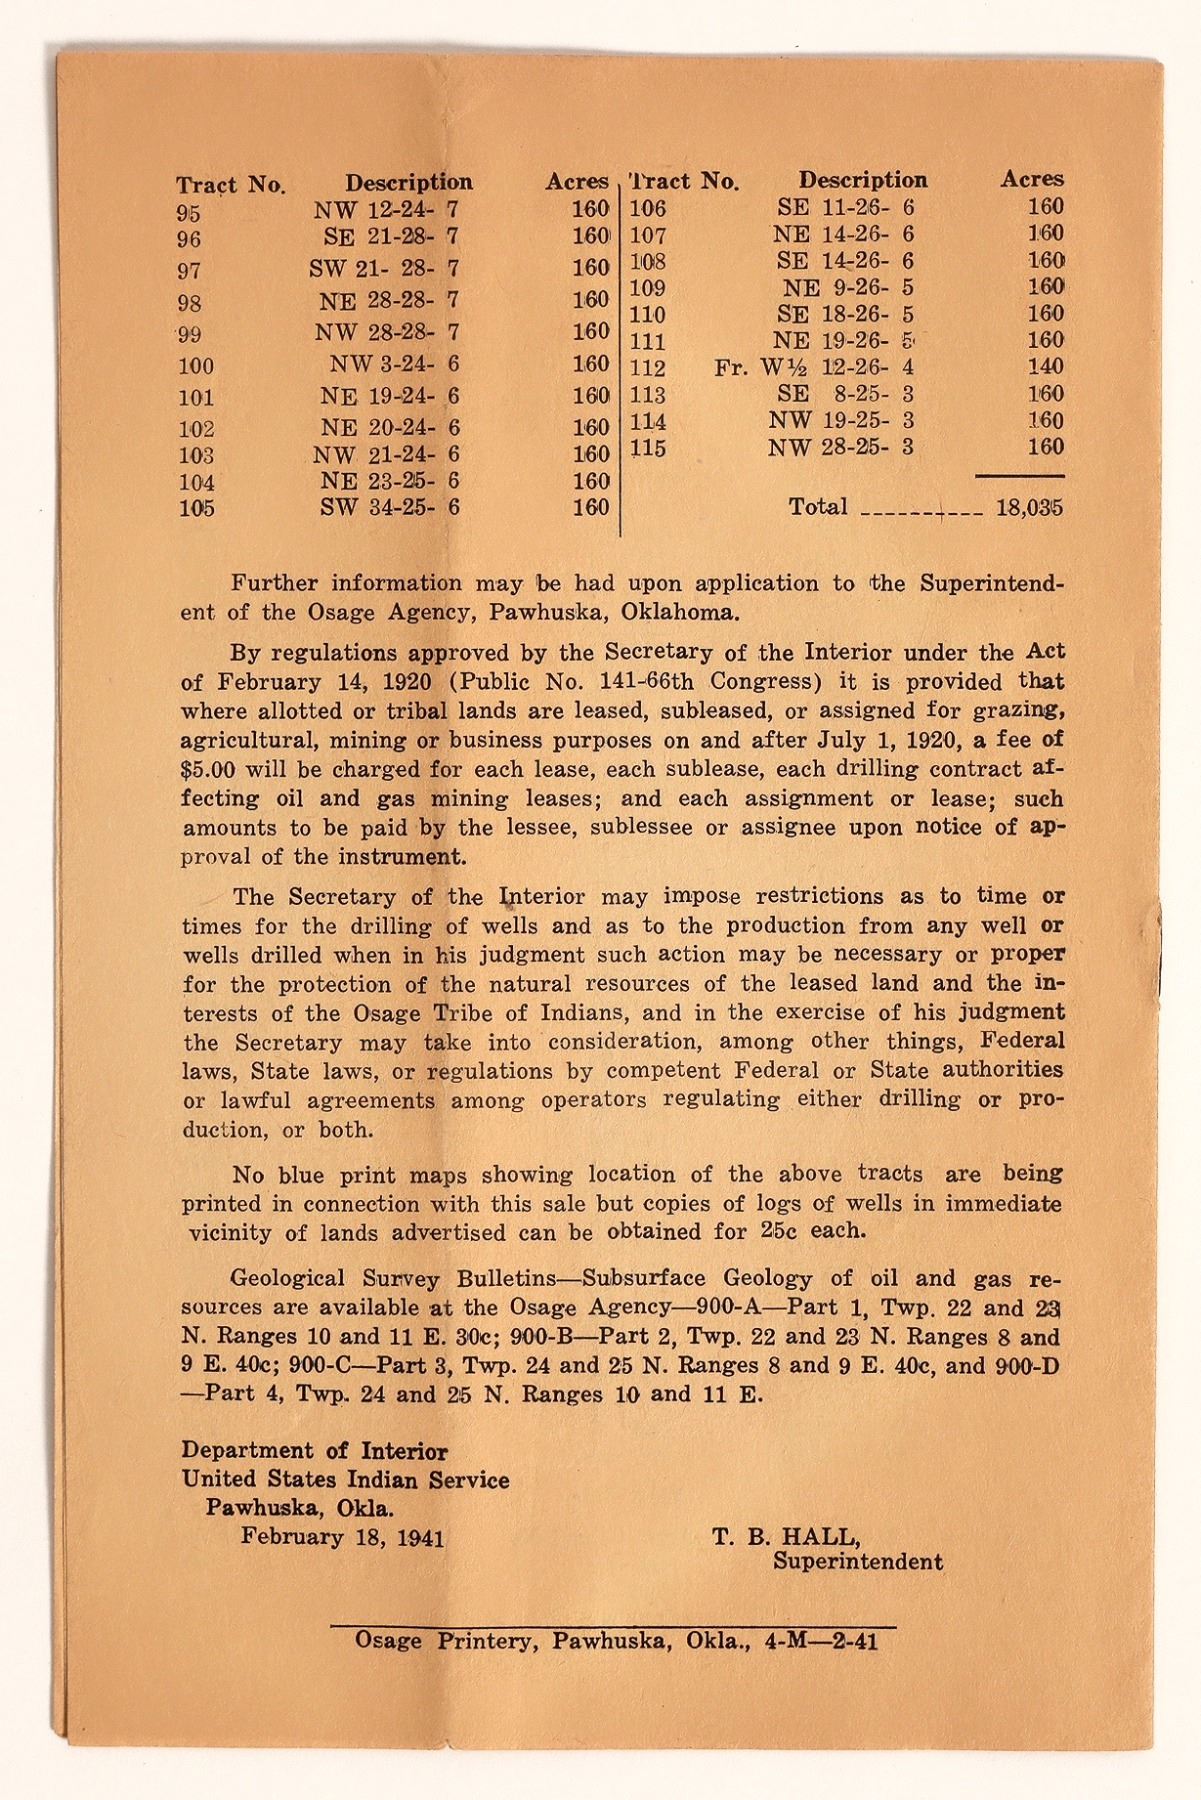 Tract No. Description Acres
95 NW 12-24- 7 160
96 SE 21-28- 7 160
97 SW 21- 28- 7 160
98 NE 28-28- 7 160
99 NW 28-28- 7 160
100 NW 3-24- 6 160
101 NE 19-24- 6 160
102 NE 20-24- 6 160
103 NW 21-24- 6 160
104 NE 23-25- 6 160
105 SW 34-25- 6 160
Tract No. Description Acres
106 SE 11-26- 6 160
107 NE 14-26- 6 160
108 SE 14-26- 6 160
109 NE 9-26- 5 160
110 SE 18-26- 5 160
111 NE 19-26- 5 160
112 Fr. W½ 12-26- 4 140
113 SE 8-25- 3 160
114 NW 19-25- 3 160
115 NW 28-25- 3 160
Total ---------- 18,035
Further information may be had upon application to the Superintend-
ent of the Osage Agency, Pawhuska, Oklahoma.
By regulations approved by the Secretary of the Interior under the Act
of February 14, 1920 (Public No. 141-66th Congress) it is provided that
where allotted or tribal lands are leased, subleased, or assigned for grazing,
agricultural, mining or business purposes on and after July 1, 1920, a fee of
$5.00 will be charged for each lease, each sublease, each drilling contract af-
fecting oil and gas mining leases; and each assignment or lease; such
amounts to be paid by the lessee, sublessee or assignee upon notice of ap-
proval of the instrument.
The Secretary of the Interior may impose restrictions as to time or
times for the drilling of wells and as to the production from any well or
wells drilled when in his judgment such action may be necessary or proper
for the protection of the natural resources of the leased land and the in-
terests of the Osage Tribe of Indians, and in the exercise of his judgment
the Secretary may take into consideration, among other things, Federal
laws, State laws, or regulations by competent Federal or State authorities
or lawful agreements among operators regulating either drilling or pro-
duction, or both.
No blue print maps showing location of the above tracts are being
printed in connection with this sale but copies of logs of wells in immediate
vicinity of lands advertised can be obtained for 25c each.
Geological Survey Bulletins—Subsurface Geology of oil and gas re-
sources are available at the Osage Agency—900-A—Part 1, Twp. 22 and 23
N. Ranges 10 and 11 E. 30c; 900-B—Part 2, Twp. 22 and 23 N. Ranges 8 and
9 E. 40c; 900-C—Part 3, Twp. 24 and 25 N. Ranges 8 and 9 E. 40c, and 900-D
—Part 4, Twp. 24 and 25 N. Ranges 10 and 11 E.
Department of Interior
United States Indian Service
Pawhuska, Okla.
February 18, 1941
T. B. HALL,
Superintendent
Osage Printery, Pawhuska, Okla., 4-M—2-41